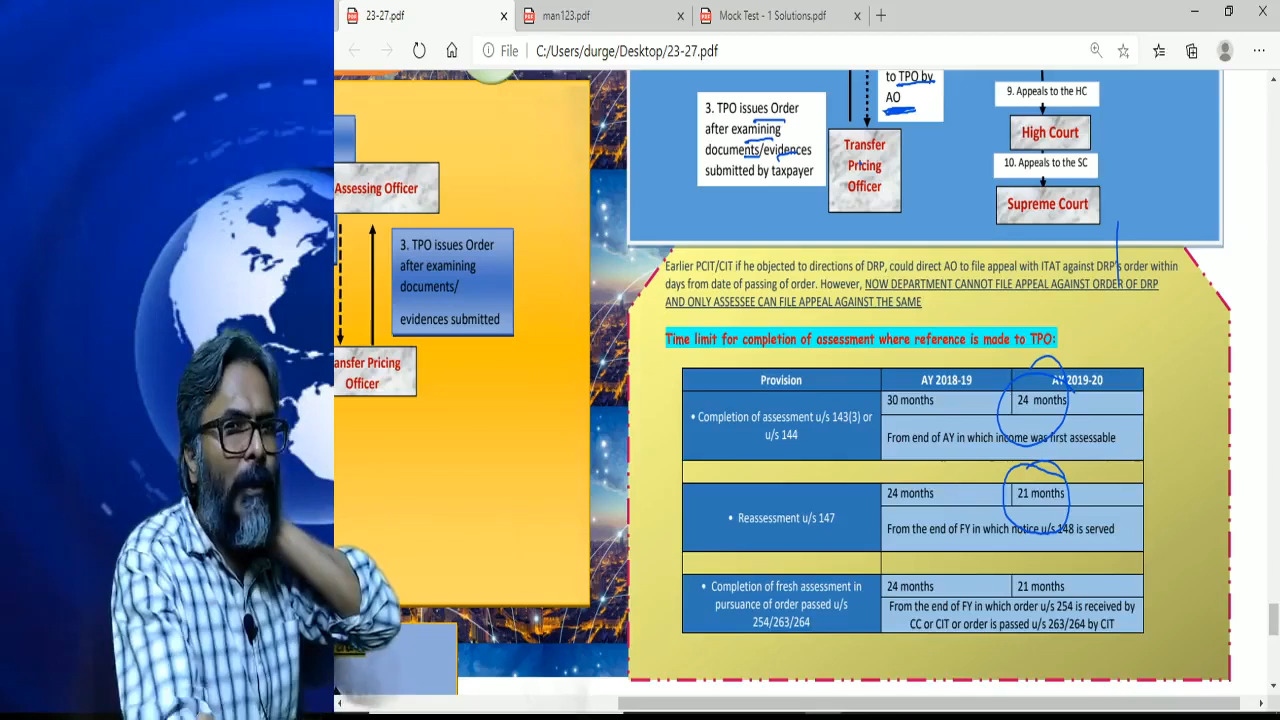 23-27.pdf
man123.pdf
Mock Test - 1 Solutions.pdf
File
C:/Users/durge/Desktop/23-27.pdf
Assessing Officer
3. TPO issues Order
after examining
documents/
evidences submitted
Pricing
Officer
3. TPO issues Order
after examining
documents/evidences
submitted by taxpayer
to TPO by
AO
Transfer
Pricing
Officer
9. Appeals to the HC
High Court
10. Appeals to the SC
Supreme Court
Earlier PCIT/CIT if he objected to directions of DRP, could direct AO to file appeal with ITAT against DRP's order within
days from date of passing of order. However, NOW DEPARTMENT CANNOT FILE APPEAL AGAINST ORDER OF DRP
AND ONLY ASSESSEE CAN FILE APPEAL AGAINST THE SAME
Time limit for completion of assessment where reference is made to TPO:
Provision AY 2018-19 AY 2019-20
• Completion of assessment u/s 143(3) or
u/s 144
30 months 24 months
From end of AY in which income was first assessable
• Reassessment u/s 147
24 months 21 months
From the end of FY in which notice u/s 148 is served
• Completion of fresh assessment in
pursuance of order passed u/s
254/263/264
24 months 21 months
From the end of FY in which order u/s 254 is received by
CC or CIT or order is passed u/s 263/264 by CIT